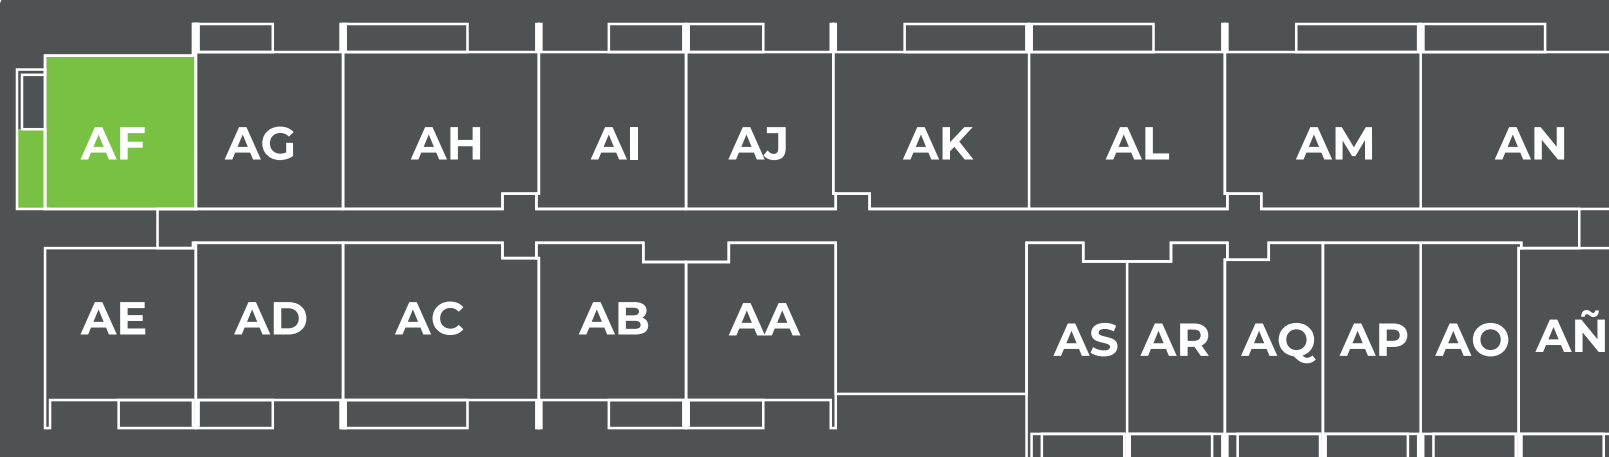 AF AG AH AI AJ AK AL AM AN
AE AD AC AB AA AS AR AQ AP AO AÑ